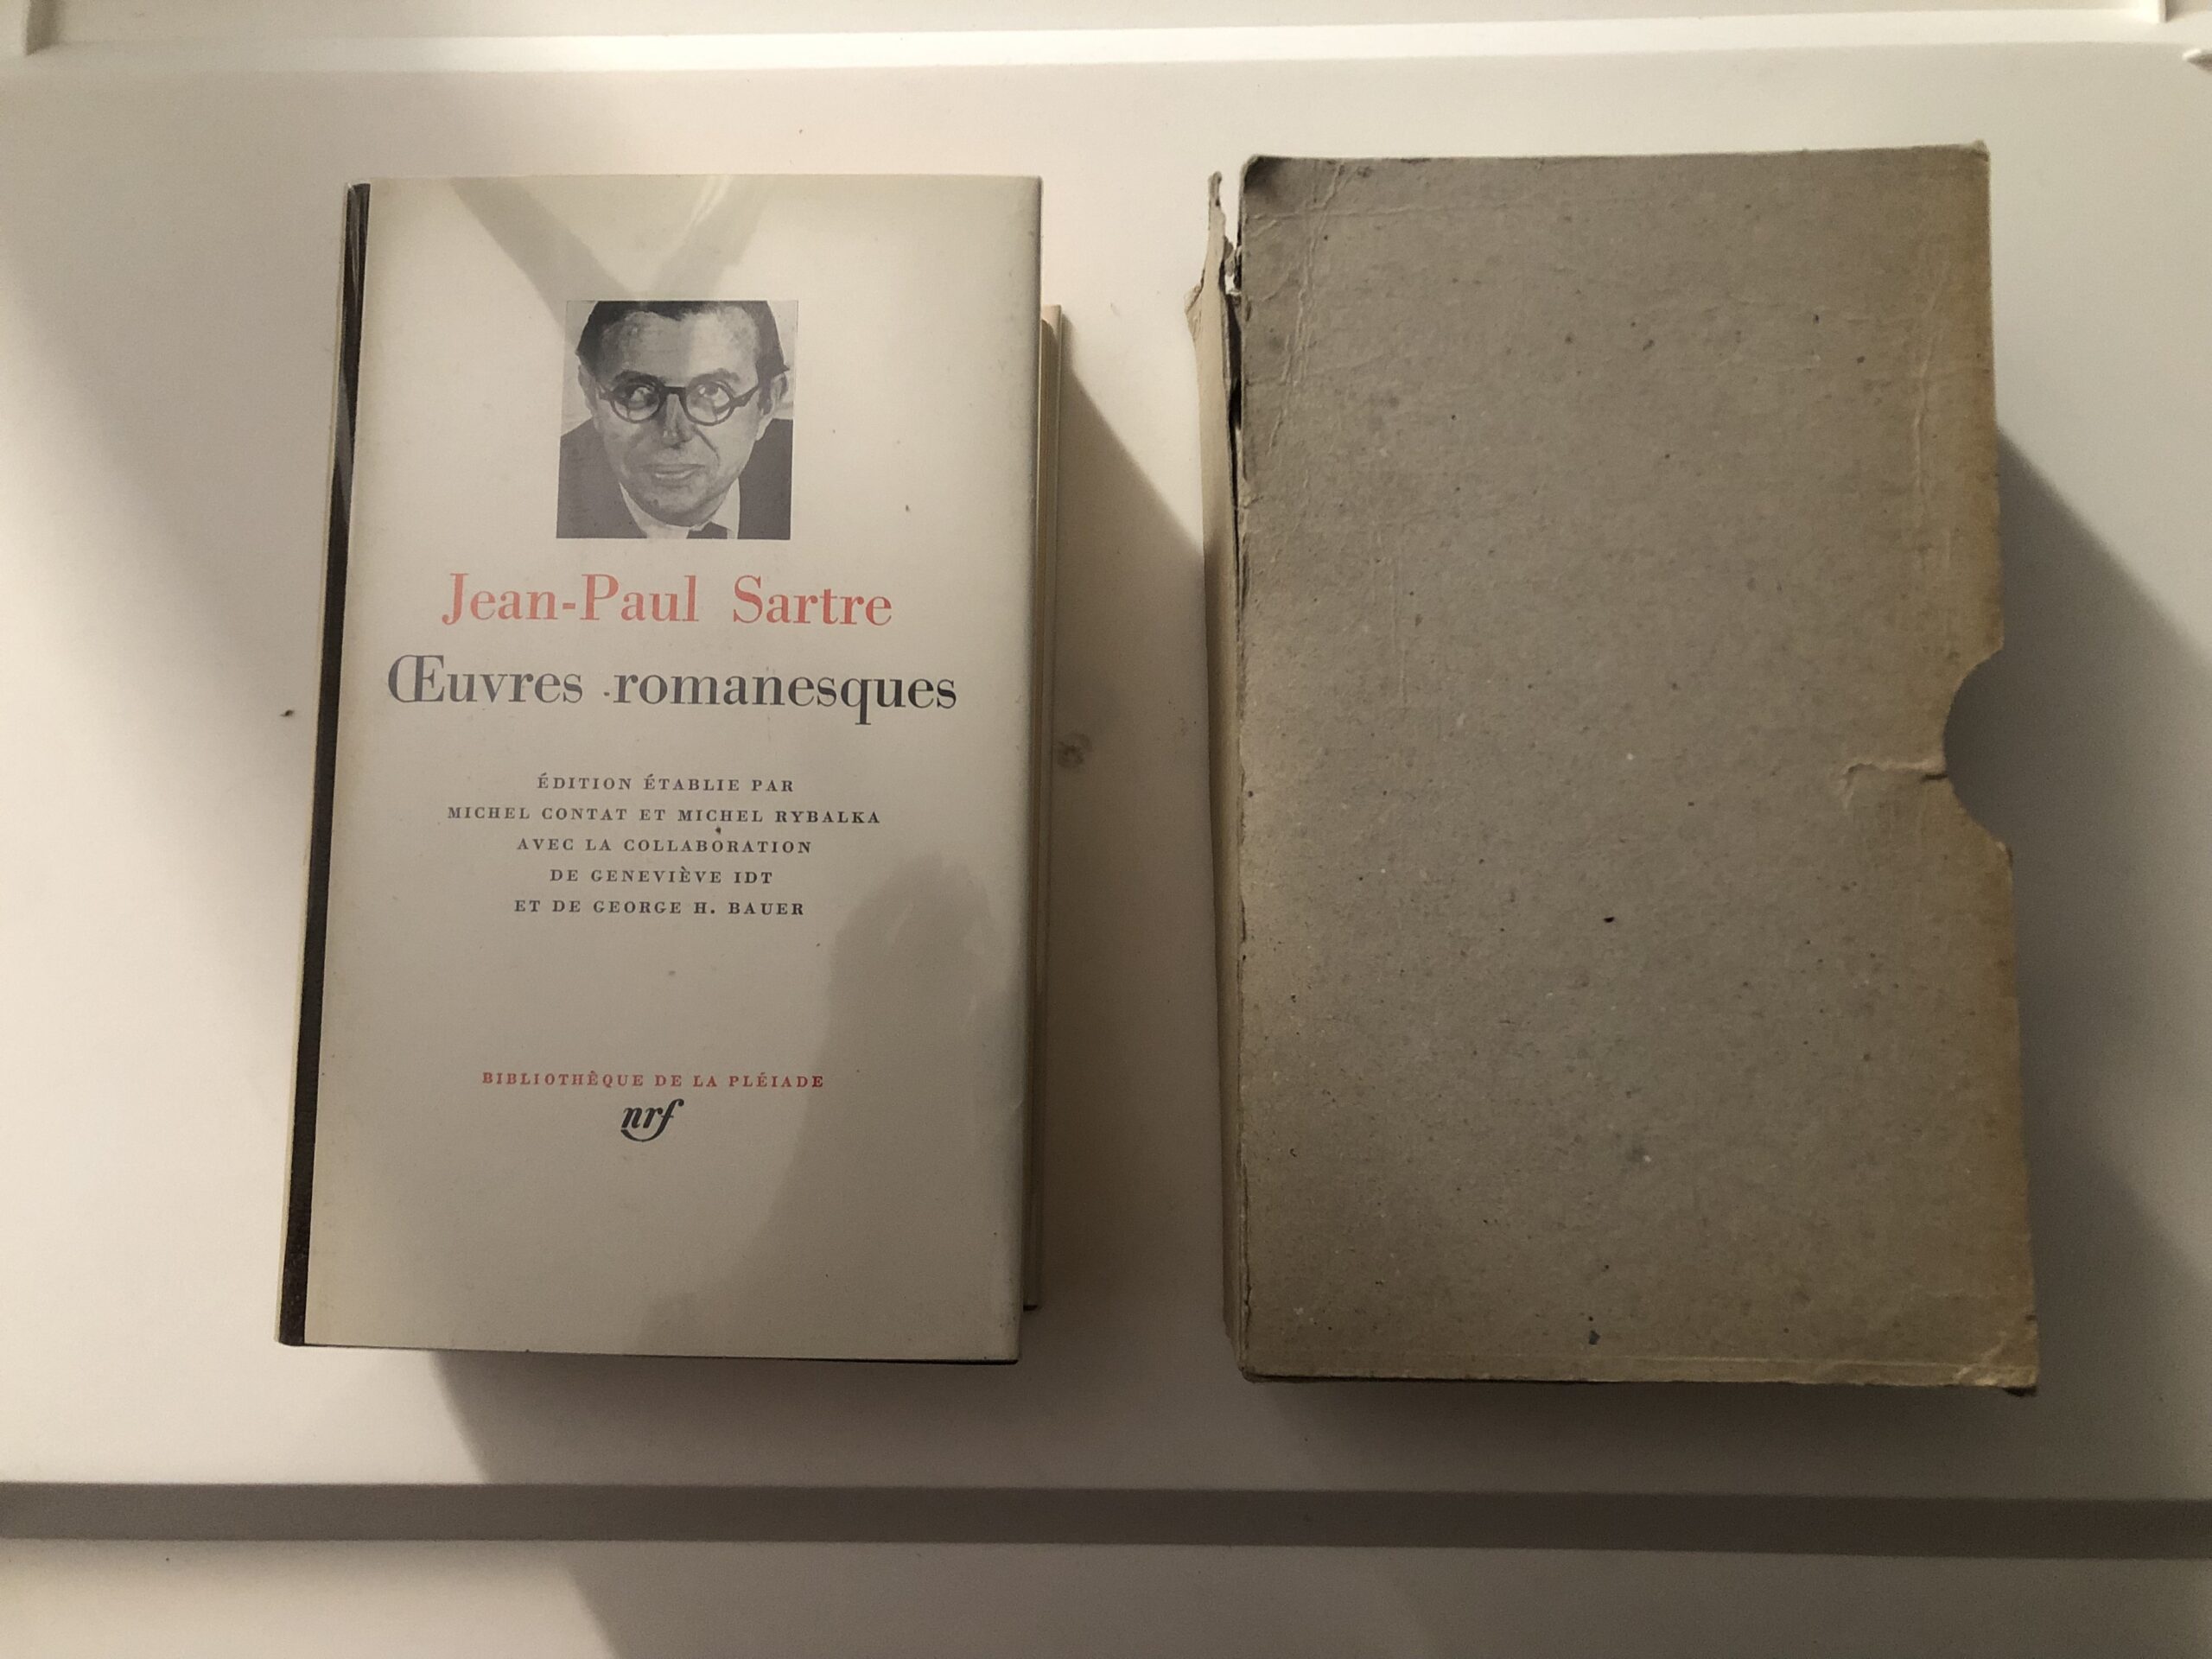 Jean-Paul Sartre
Œuvres romanesques
ÉDITION ÉTABLIE PAR
MICHEL CONTAT ET MICHEL RYBALKA
AVEC LA COLLABORATION
DE GENEVIÈVE IDT
ET DE GEORGE H. BAUER
BIBLIOTHÈQUE DE LA PLÉIADE
nrf